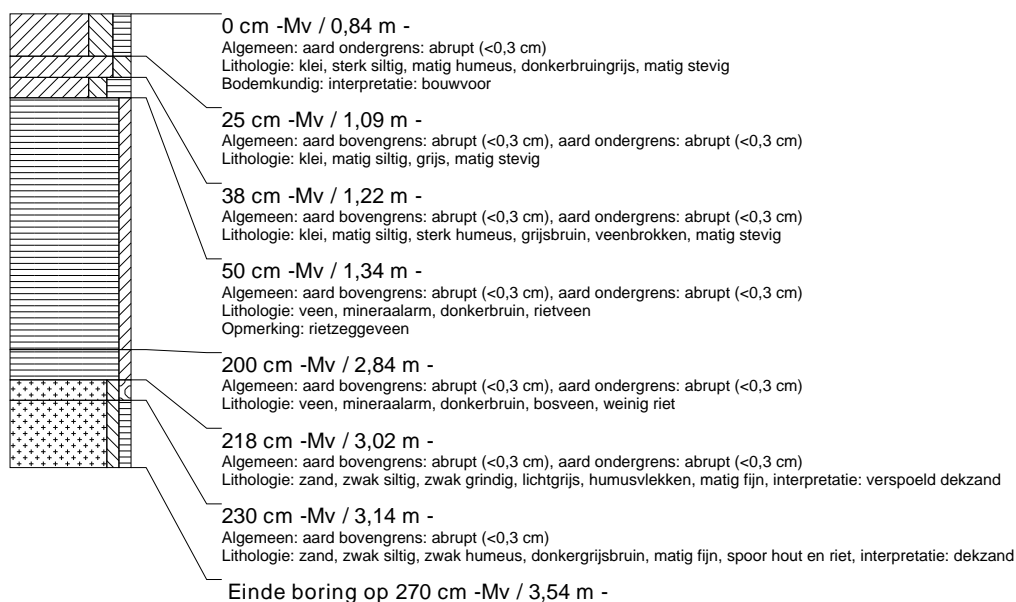 0 cm -Mv / 0,84 m -
Algemeen: aard ondergrens: abrupt (<0,3 cm)
Lithologie: klei, sterk siltig, matig humeus, donkerbruingrijs, matig stevig
Bodemkundig: interpretatie: bouwvoor
25 cm -Mv / 1,09 m -
Algemeen: aard bovengrens: abrupt (<0,3 cm), aard ondergrens: abrupt (<0,3 cm)
Lithologie: klei, matig siltig, grijs, matig stevig
38 cm -Mv / 1,22 m -
Algemeen: aard bovengrens: abrupt (<0,3 cm), aard ondergrens: abrupt (<0,3 cm)
Lithologie: klei, matig siltig, sterk humeus, grijsbruin, veenbrokken, matig stevig
50 cm -Mv / 1,34 m -
Algemeen: aard bovengrens: abrupt (<0,3 cm), aard ondergrens: abrupt (<0,3 cm)
Lithologie: veen, mineraalarm, donkerbruin, rietveen
Opmerking: rietzeggeveen
200 cm -Mv / 2,84 m -
Algemeen: aard bovengrens: abrupt (<0,3 cm), aard ondergrens: abrupt (<0,3 cm)
Lithologie: veen, mineraalarm, donkerbruin, bosveen, weinig riet
218 cm -Mv / 3,02 m -
Algemeen: aard bovengrens: abrupt (<0,3 cm), aard ondergrens: abrupt (<0,3 cm)
Lithologie: zand, zwak siltig, zwak grindig, lichtgrijs, humusvlekken, matig fijn, interpretatie: verspoeld dekzand
230 cm -Mv / 3,14 m -
Algemeen: aard bovengrens: abrupt (<0,3 cm)
Lithologie: zand, zwak siltig, zwak humeus, donkergrijsbruin, matig fijn, spoor hout en riet, interpretatie: dekzand
Einde boring op 270 cm -Mv / 3,54 m -